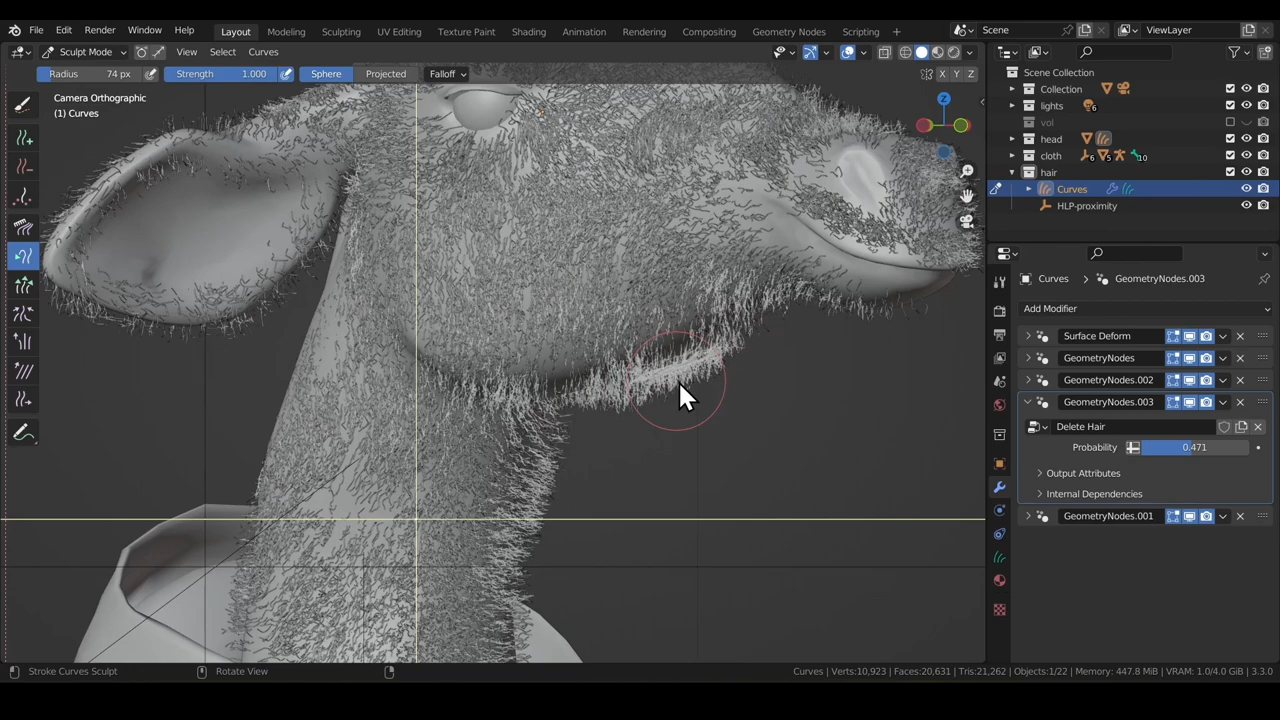 File Edit Render Window Help Layout Modeling Sculpting UV Editing Texture Paint Shading Animation Rendering Compositing Geometry Nodes Scripting + Scene ViewLayer
Sculpt Mode View Select Curves
Radius 74 px Strength 1.000 Sphere Projected Falloff X Y Z
Camera Orthographic
(1) Curves
Z
Scene Collection
Collection
lights 6
vol
head
cloth 6 5 10
hair
Curves
HLP-proximity
Curves > GeometryNodes.003
Add Modifier
Surface Deform
GeometryNodes
GeometryNodes.002
GeometryNodes.003
Delete Hair
Probability 0.471
Output Attributes
Internal Dependencies
GeometryNodes.001
Stroke Curves Sculpt Rotate View Curves | Verts:10,923 | Faces:20,631 | Tris:21,262 | Objects:1/22 | Memory: 447.8 MiB | VRAM: 1.0/4.0 GiB | 3.3.0